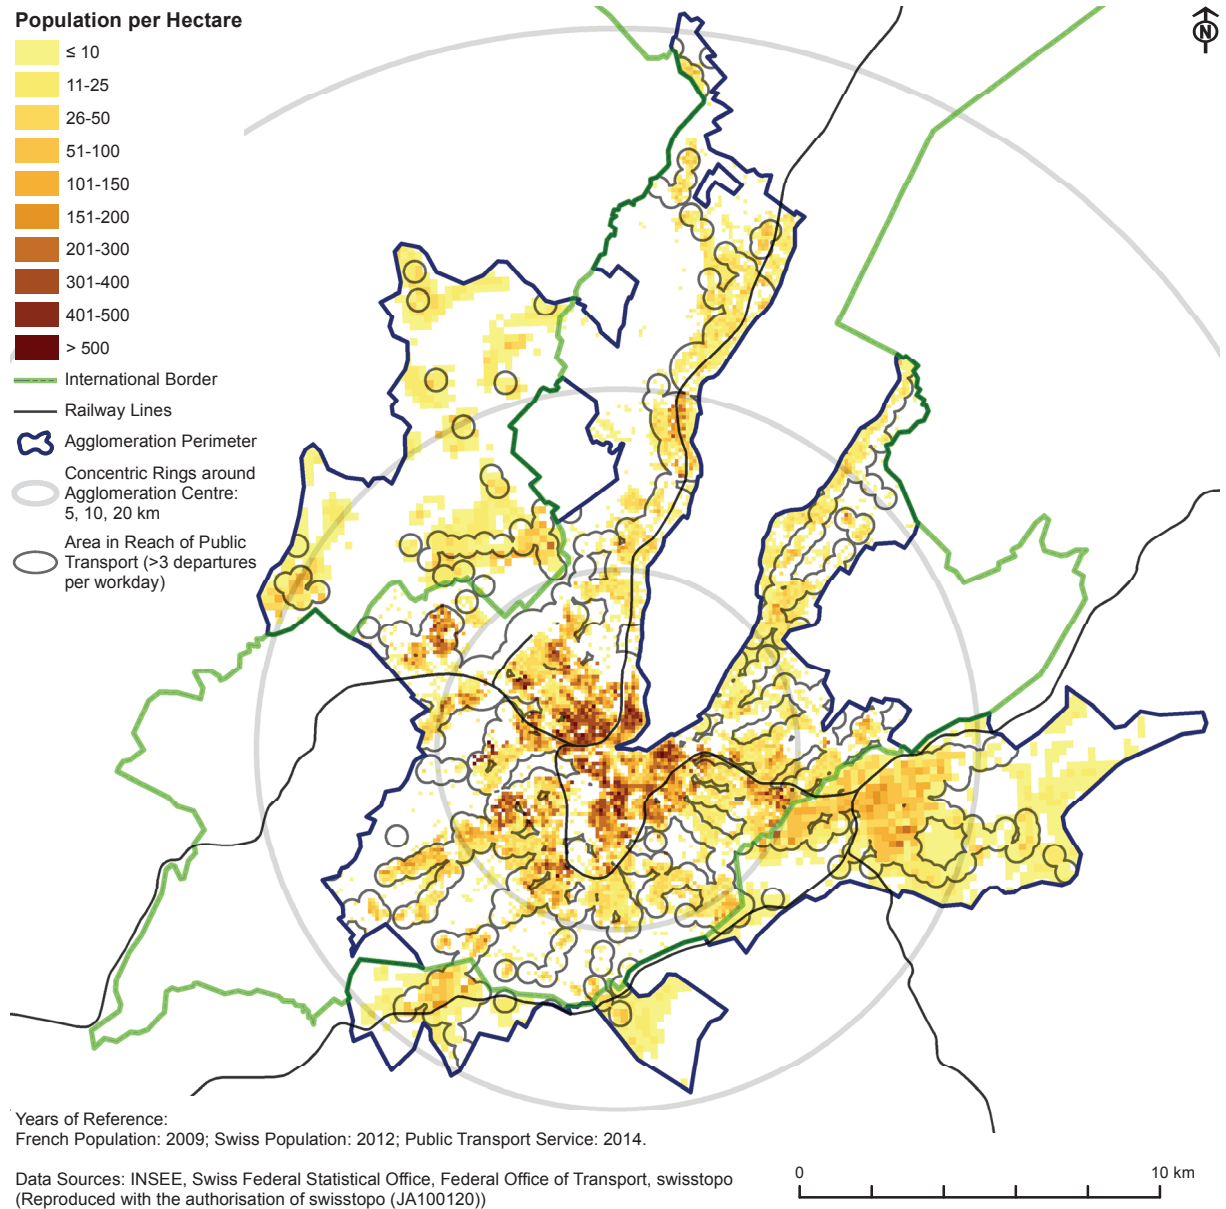 Population per Hectare
≤ 10
11-25
26-50
51-100
101-150
151-200
201-300
301-400
401-500
> 500
International Border
Railway Lines
Agglomeration Perimeter
Concentric Rings around
Agglomeration Centre:
5, 10, 20 km
Area in Reach of Public
Transport (>3 departures
per workday)
N
Years of Reference:
French Population: 2009; Swiss Population: 2012; Public Transport Service: 2014.
Data Sources: INSEE, Swiss Federal Statistical Office, Federal Office of Transport, swisstopo
(Reproduced with the authorisation of swisstopo (JA100120))
0 10 km